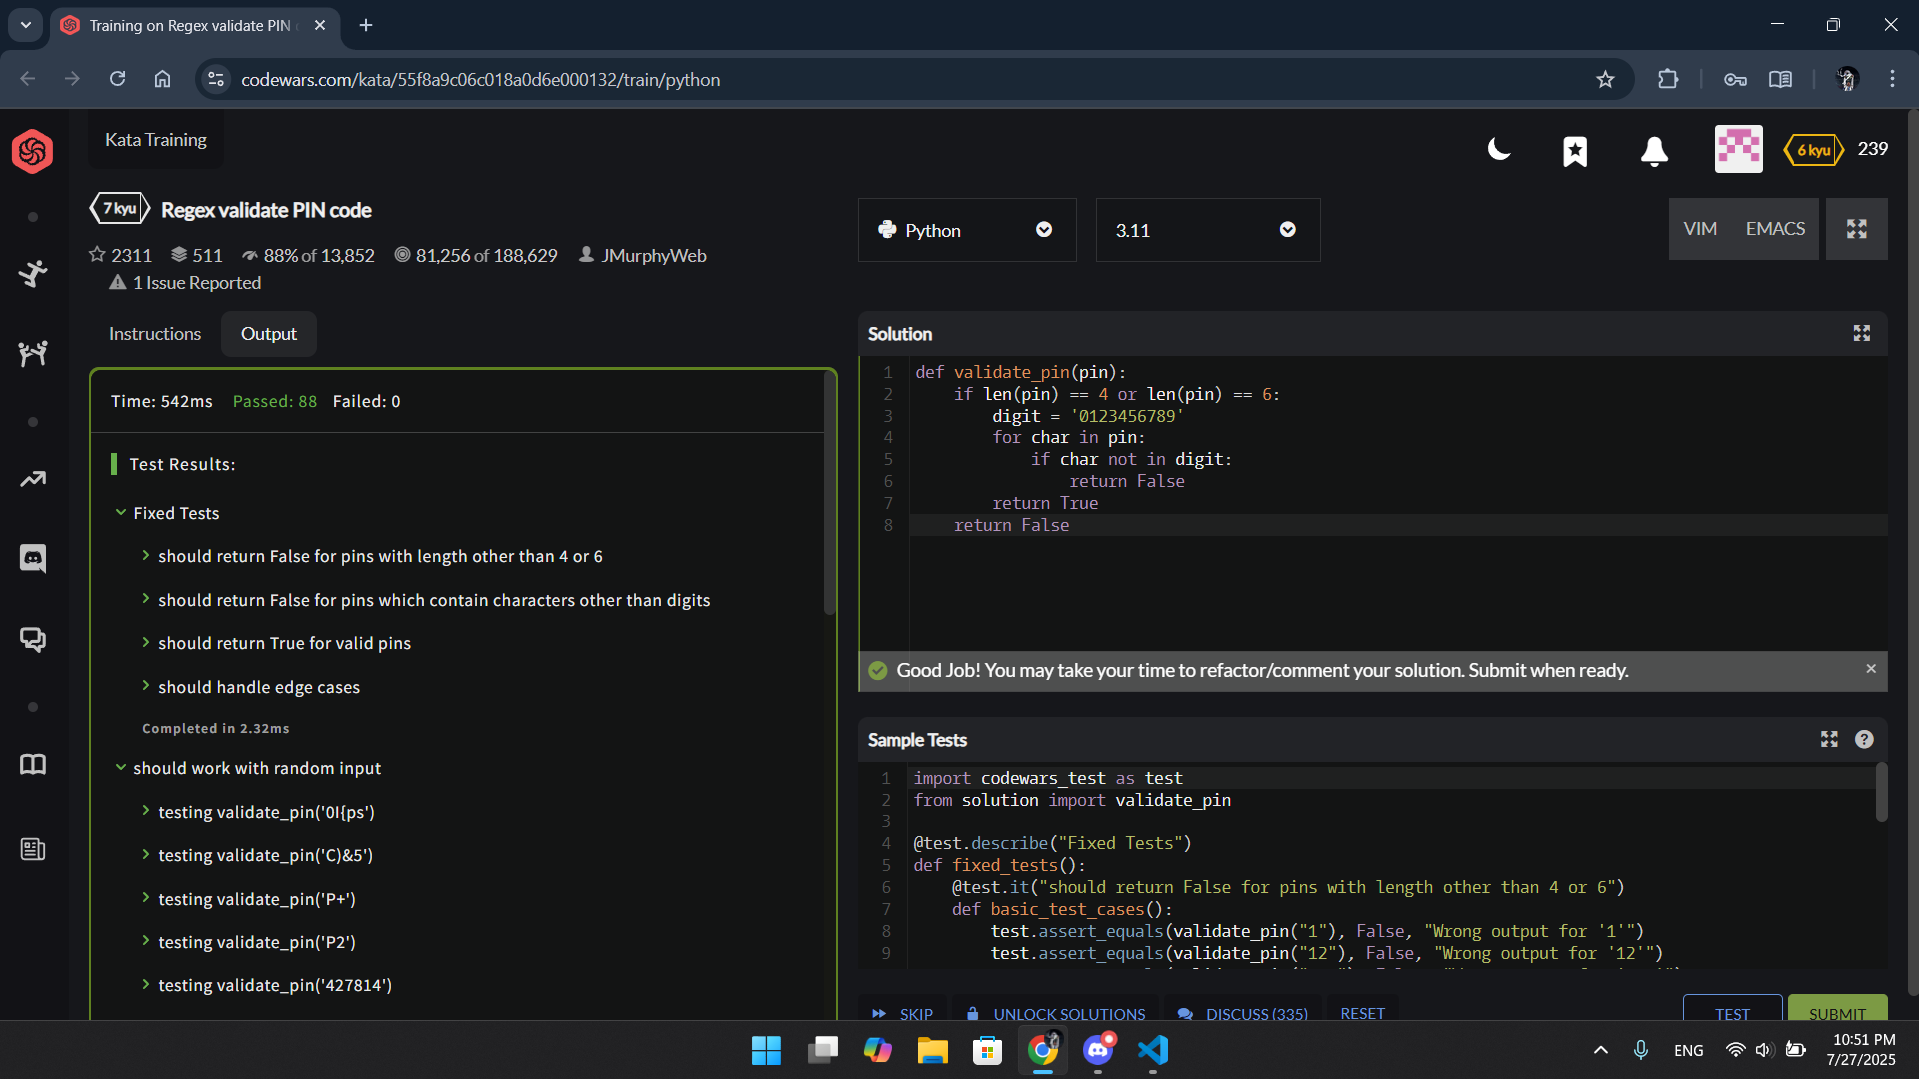 Training on Regex validate PIN
codewars.com/kata/55f8a9c06c018a0d6e000132/train/python
Kata Training
6 kyu
239
7 kyu
Regex validate PIN code
2311
511
88% of 13,852
81,256 of 188,629
JMurphyWeb
1 Issue Reported
Python
3.11
VIM
EMACS
Instructions
Output
Time: 542ms Passed: 88 Failed: 0
Test Results:
Fixed Tests
should return False for pins with length other than 4 or 6
should return False for pins which contain characters other than digits
should return True for valid pins
should handle edge cases
Completed in 2.32ms
should work with random input
testing validate_pin('0I{ps')
testing validate_pin('C)&5')
testing validate_pin('P+')
testing validate_pin('P2')
testing validate_pin('427814')
Solution
1 def validate_pin(pin):
2     if len(pin) == 4 or len(pin) == 6:
3         digit = '0123456789'
4         for char in pin:
5             if char not in digit:
6                 return False
7         return True
8     return False
Good Job! You may take your time to refactor/comment your solution. Submit when ready.
Sample Tests
1 import codewars_test as test
2 from solution import validate_pin
3
4 @test.describe("Fixed Tests")
5 def fixed_tests():
6     @test.it("should return False for pins with length other than 4 or 6")
7     def basic_test_cases():
8         test.assert_equals(validate_pin("1"), False, "Wrong output for '1'")
9         test.assert_equals(validate_pin("12"), False, "Wrong output for '12'")
SKIP
UNLOCK SOLUTIONS
DISCUSS (335)
RESET
TEST
SUBMIT
ENG
10:51 PM
7/27/2025